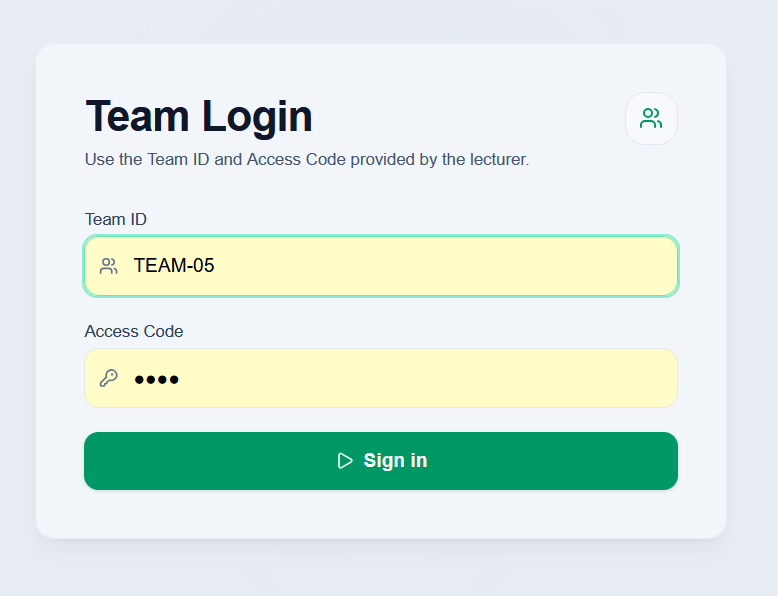 Team Login
Use the Team ID and Access Code provided by the lecturer.
Team ID
TEAM-05
Access Code
••••
Sign in